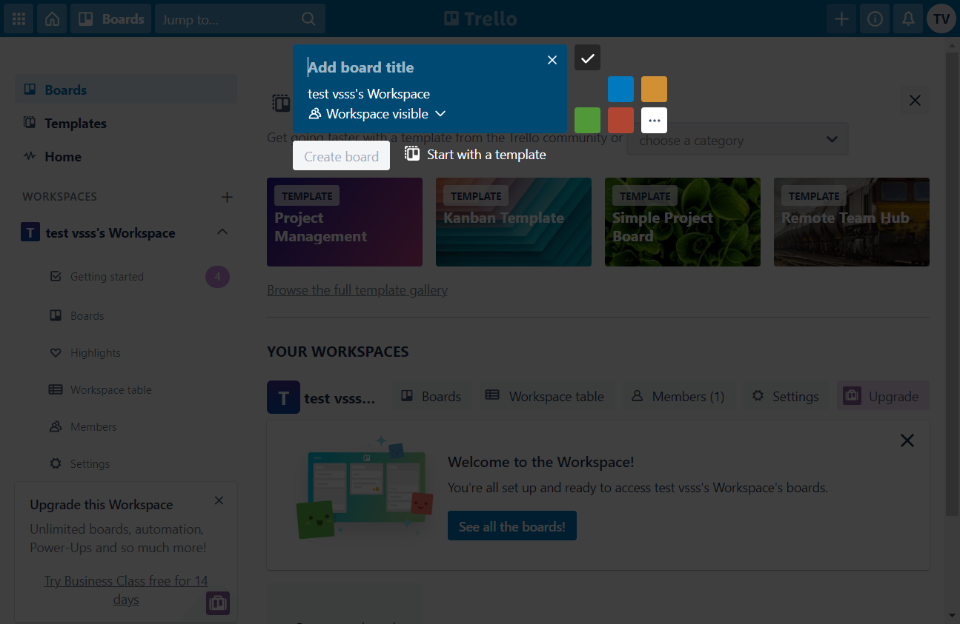 Boards
Jump to...
Trello
TV
Add board title
test vsss's Workspace
Workspace visible
Create board
Start with a template
Boards
Templates
Home
WORKSPACES
test vsss's Workspace
T
Getting started
4
Boards
Highlights
Workspace table
Members
Settings
Upgrade this Workspace
Unlimited boards, automation,
Power-Ups and so much more!
Try Business Class free for 14
days
Get going faster with a template from the Trello community or
choose a category
TEMPLATE
Project
Management
TEMPLATE
Kanban Template
TEMPLATE
Simple Project
Board
TEMPLATE
Remote Team Hub
Browse the full template gallery
YOUR WORKSPACES
T
test vsss...
Boards
Workspace table
Members (1)
Settings
Upgrade
Welcome to the Workspace!
You're all set up and ready to access test vsss's Workspace's boards.
See all the boards!